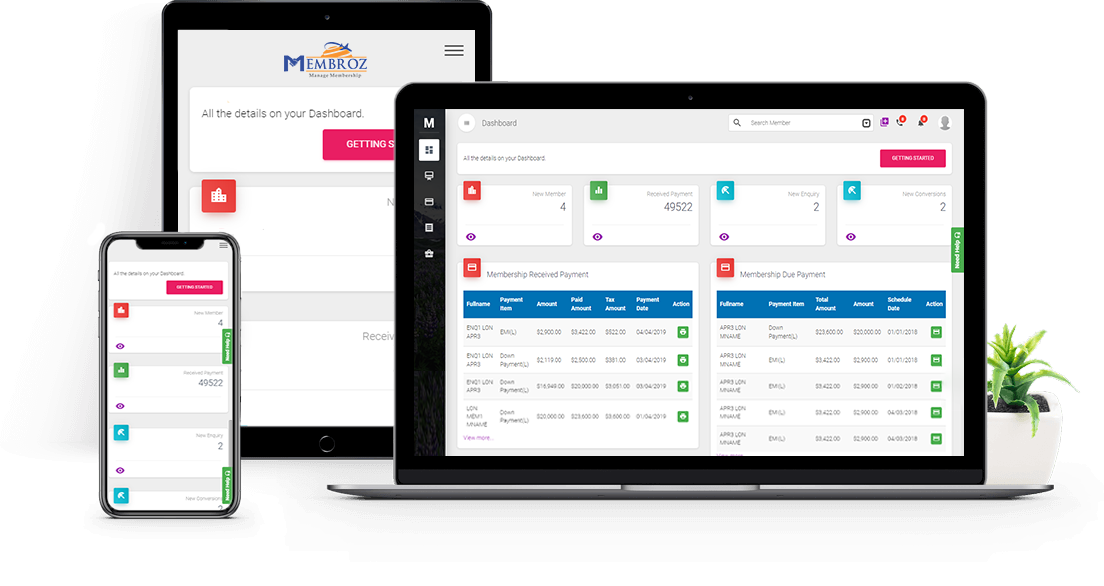 MEMBROZ
Manage Membership
All the details on your Dashboard.
GETTING S
N
Receiv
M
Dashboard
Search Member
All the details on your Dashboard.
GETTING STARTED
New Member
4
Received Payment
49522
New Enquiry
2
New Conversions
2
Need Help
Membership Received Payment
Fullname Payment Item Amount Paid Amount Tax Amount Payment Date Action
ENQ1 LON APR3 EMI(L) $2,900.00 $3,422.00 $522.00 04/04/2019
ENQ1 LON APR3 Down Payment(L) $2,119.00 $2,500.00 $381.00 03/04/2019
ENQ1 LON APR3 Down Payment(L) $16,949.00 $20,000.00 $3,051.00 03/04/2019
LON MEM1 MNAME Down Payment(L) $20,000.00 $23,600.00 $3,600.00 01/04/2019
View more...
Membership Due Payment
Fullname Payment Item Total Amount Amount Schedule Date Action
APR3 LON MNAME Down Payment(L) $23,600.00 $20,000.00 01/01/2018
APR3 LON MNAME EMI(L) $3,422.00 $2,900.00 01/01/2018
APR3 LON MNAME EMI(L) $3,422.00 $2,900.00 01/02/2018
APR3 LON MNAME EMI(L) $3,422.00 $2,900.00 04/03/2018
APR3 LON MNAME EMI(L) $3,422.00 $2,900.00 04/03/2018
All the details on your Dashboard.
GETTING STARTED
New Member
4
Need Help
Received Payment
49522
New Enquiry
2
Need Help
New Conversions
2